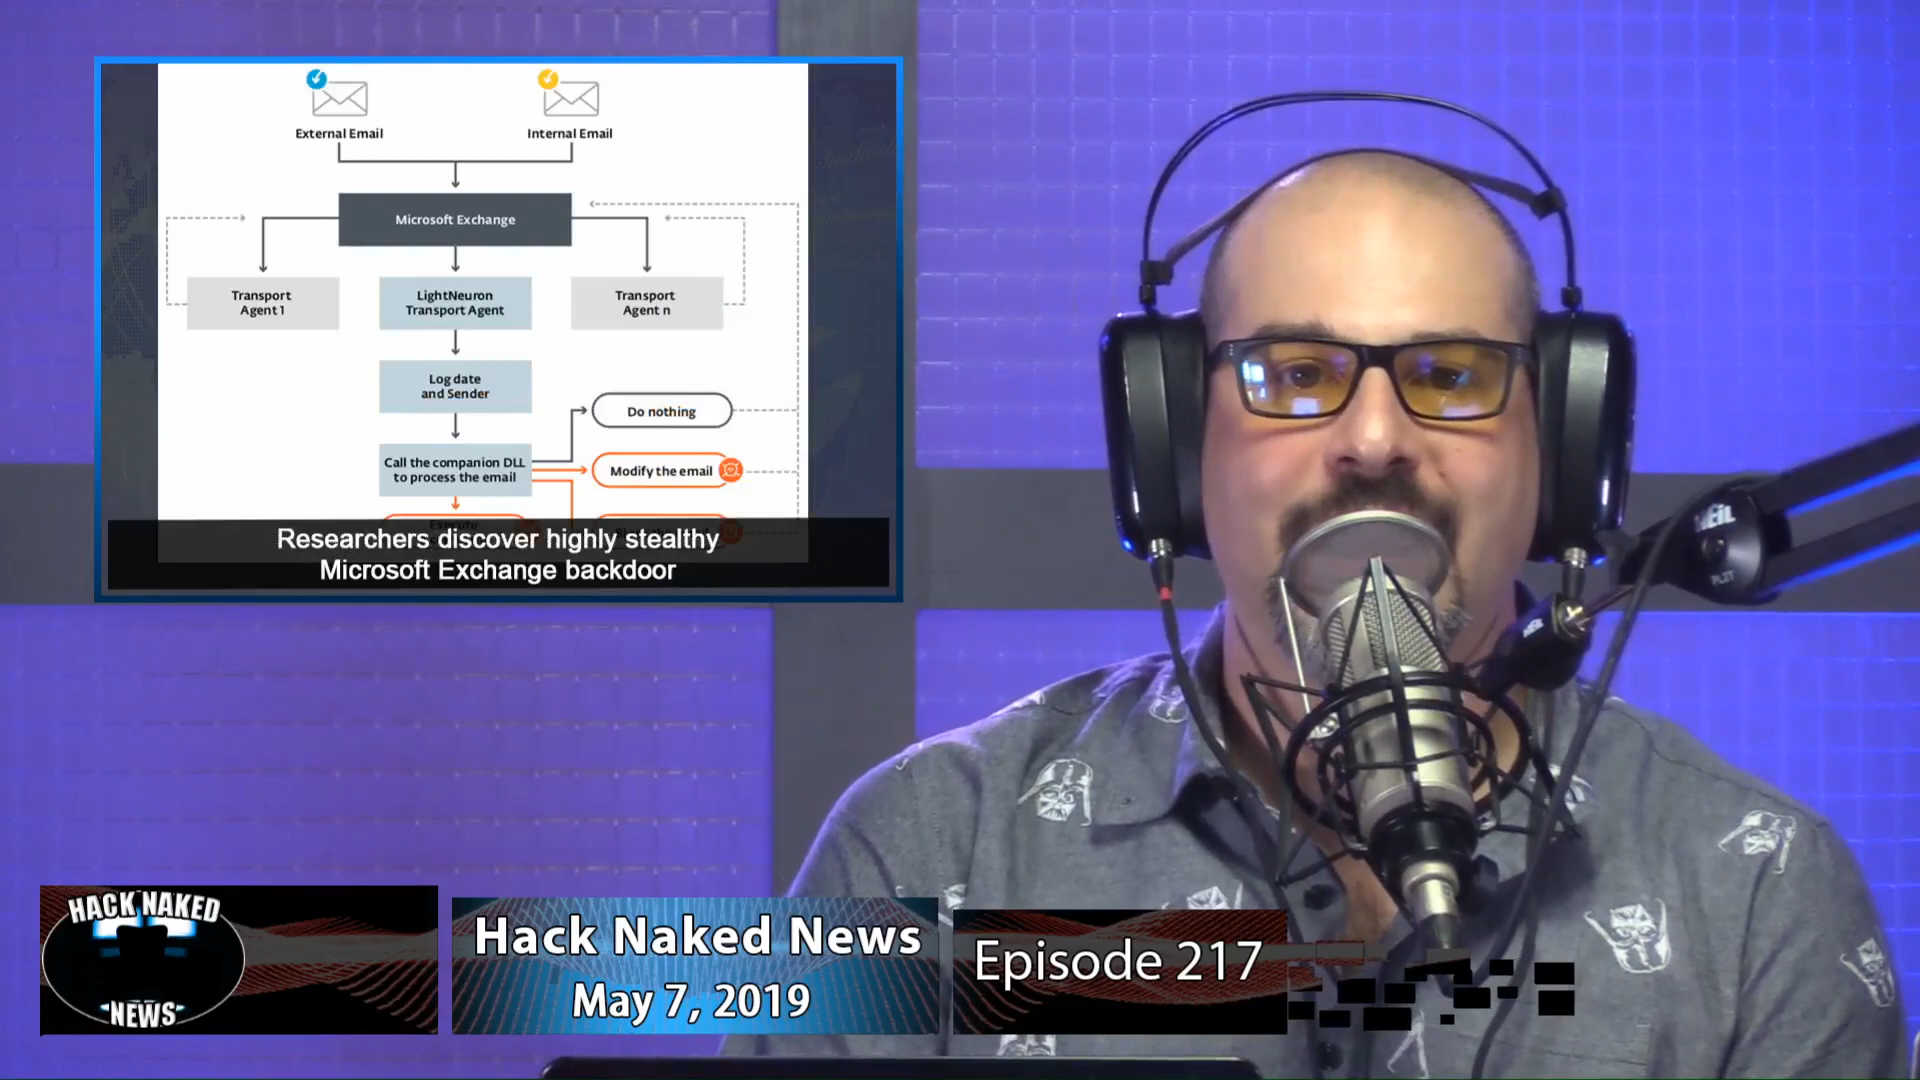 External Email
Internal Email
Microsoft Exchange
Transport
Agent 1
LightNeuron
Transport Agent
Transport
Agent n
Log date
and Sender
Do nothing
Call the companion DLL
to process the email
Modify the email
Execute
Researchers discover highly stealthy
Microsoft Exchange backdoor
HACK NAKED
NEWS
Hack Naked News
May 7, 2019
Episode 217